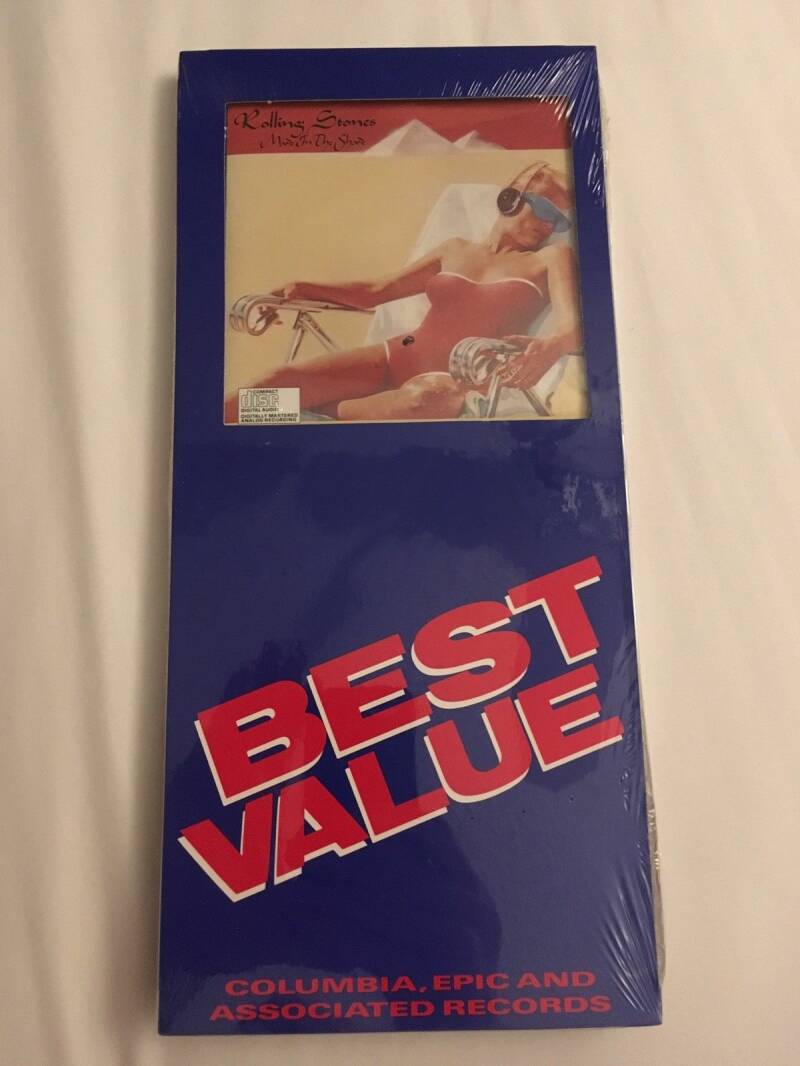 Rolling Stones
Made In The Shade
COMPACT
disc
DIGITAL AUDIO
DIGITALLY MASTERED
ANALOG RECORDING
BEST
VALUE
COLUMBIA, EPIC AND
ASSOCIATED RECORDS